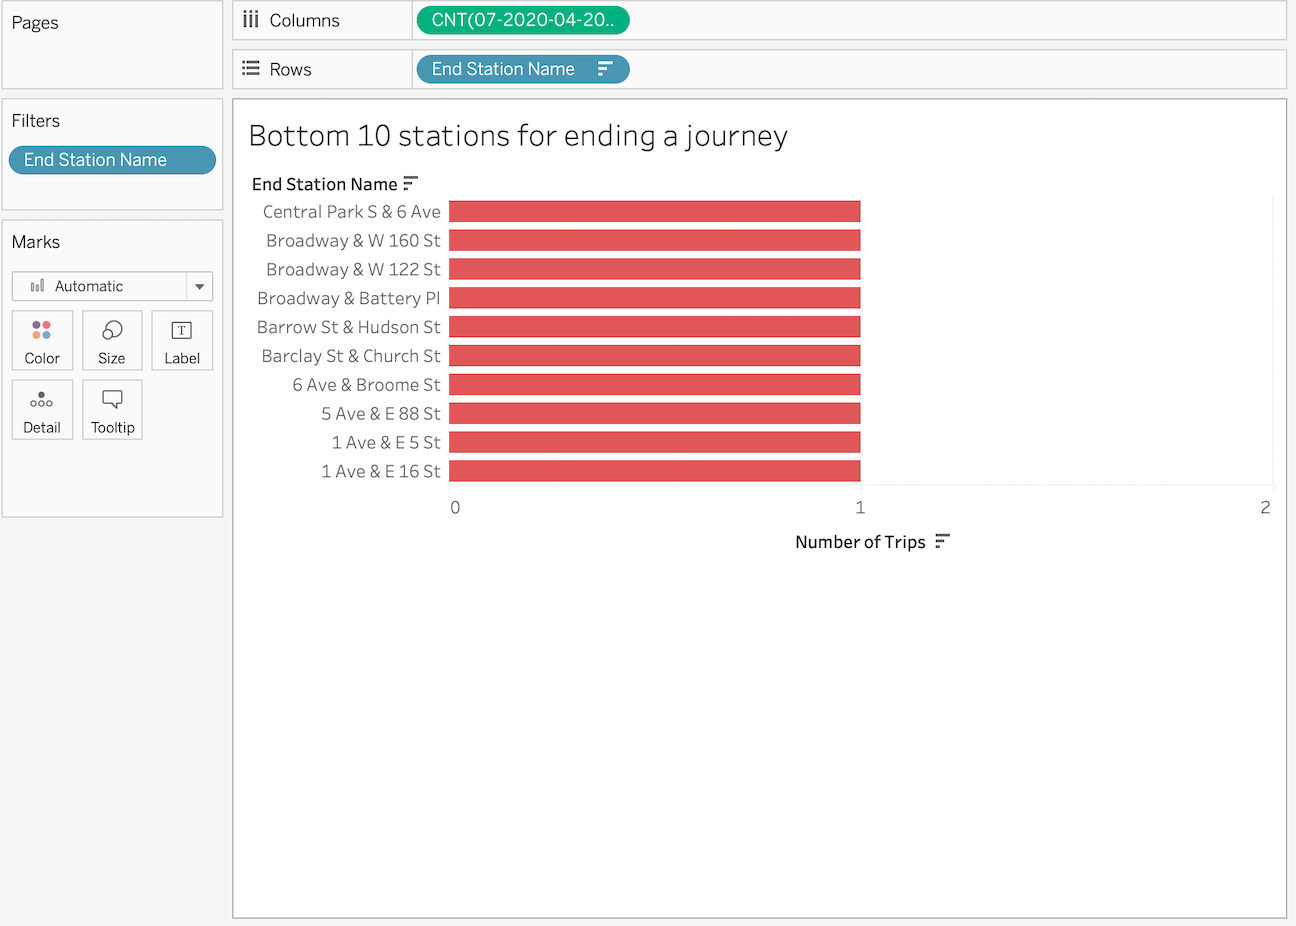 Pages
Columns
CNT(07-2020-04-20..
Rows
End Station Name
Filters
End Station Name
Marks
Automatic
Color
Size
Label
Detail
Tooltip
Bottom 10 stations for ending a journey
End Station Name
Central Park S & 6 Ave
Broadway & W 160 St
Broadway & W 122 St
Broadway & Battery Pl
Barrow St & Hudson St
Barclay St & Church St
6 Ave & Broome St
5 Ave & E 88 St
1 Ave & E 5 St
1 Ave & E 16 St
0 1 2
Number of Trips